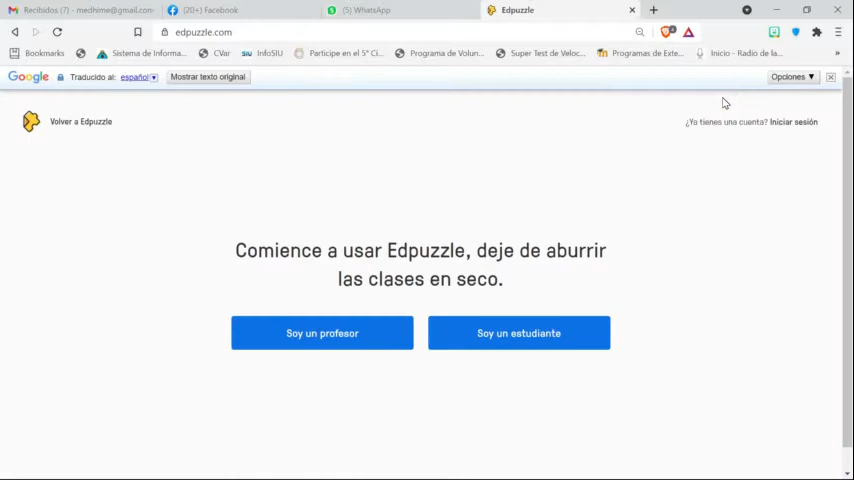 Recibidos (7) - medhime@gmail.com
(20+) Facebook
(5) WhatsApp
Edpuzzle
edpuzzle.com
Bookmarks
Sistema de Informa...
CVar
SIU InfoSIU
Participe en el 5° Cí...
Programa de Volun...
Super Test de Veloc...
Programas de Exte...
Inicio - Radio de la...
»
Google
Traducido al: español
Mostrar texto original
Opciones ▼
Volver a Edpuzzle
¿Ya tienes una cuenta? Iniciar sesión
Comience a usar Edpuzzle, deje de aburrir
las clases en seco.
Soy un profesor
Soy un estudiante